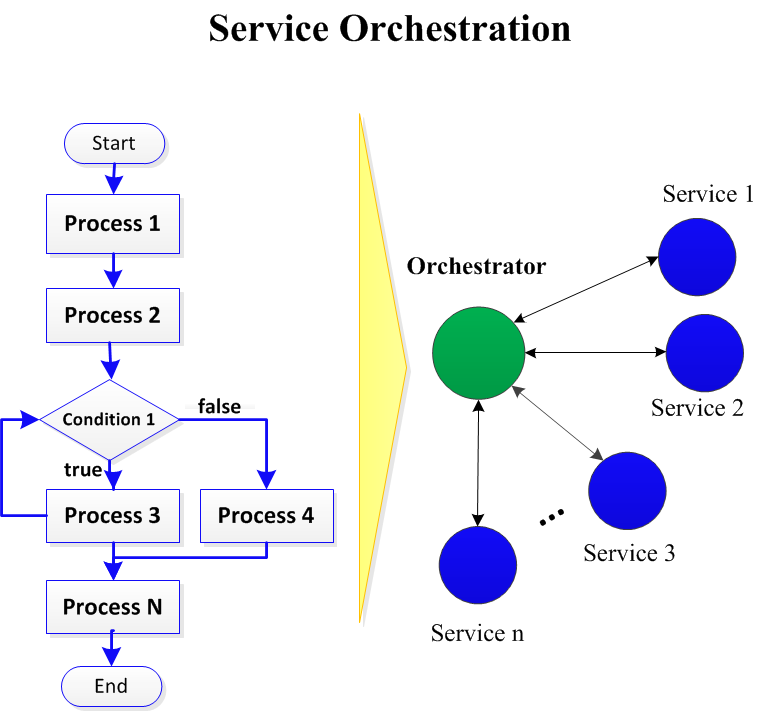 Service Orchestration
Start
Process 1
Process 2
Condition 1
false
true
Process 3
Process 4
Process N
End
Orchestrator
Service 1
Service 2
Service 3
Service n